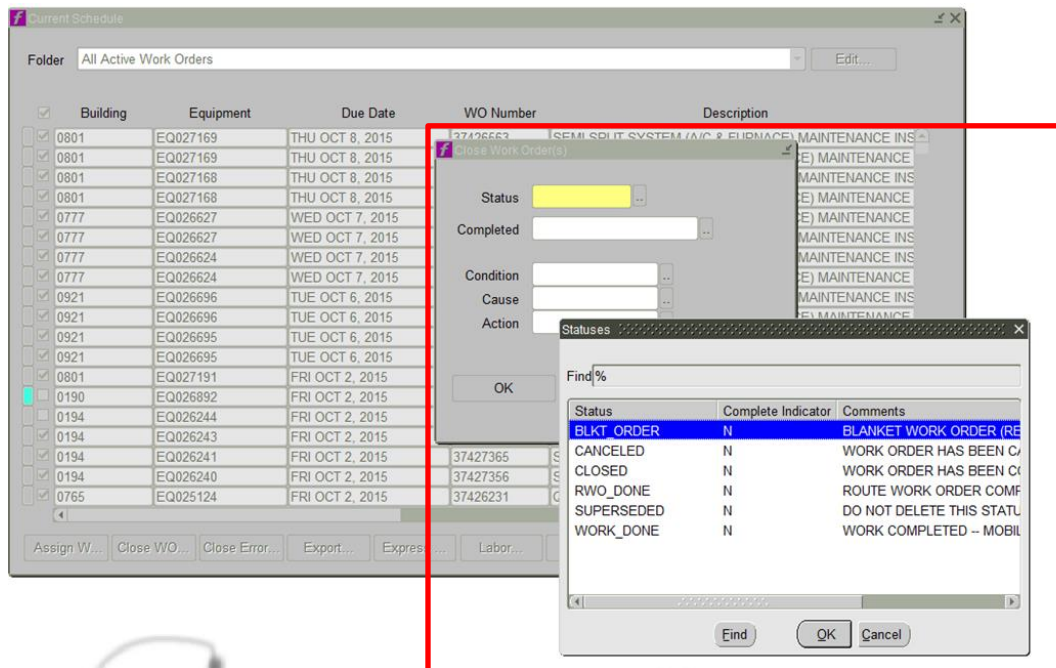 Current Schedule
Folder All Active Work Orders Edit...
Building Equipment Due Date WO Number Description
0801 EQ027169 THU OCT 8, 2015 37426563 SEMI SPLIT SYSTEM (A/C & FURNACE) MAINTENANCE INS
0801 EQ027169 THU OCT 8, 2015 CE) MAINTENANCE
0801 EQ027168 THU OCT 8, 2015 MAINTENANCE INS
0801 EQ027168 THU OCT 8, 2015 CE) MAINTENANCE
0777 EQ026627 WED OCT 7, 2015 CE) MAINTENANCE
0777 EQ026627 WED OCT 7, 2015 MAINTENANCE INS
0777 EQ026624 WED OCT 7, 2015 MAINTENANCE INS
0777 EQ026624 WED OCT 7, 2015 CE) MAINTENANCE
0921 EQ026696 TUE OCT 6, 2015 MAINTENANCE INS
0921 EQ026696 TUE OCT 6, 2015 CE) MAINTENANCE
0921 EQ026695 TUE OCT 6, 2015
0921 EQ026695 TUE OCT 6, 2015
0801 EQ027191 FRI OCT 2, 2015
0190 EQ026892 FRI OCT 2, 2015
0194 EQ026244 FRI OCT 2, 2015
0194 EQ026243 FRI OCT 2, 2015
0194 EQ026241 FRI OCT 2, 2015 37427365 S
0194 EQ026240 FRI OCT 2, 2015 37427356 S
0765 EQ025124 FRI OCT 2, 2015 37426231
Assign W... Close WO... Close Error... Export... Express ... Labor...
Close Work Order(s)
Status ..
Completed ..
Condition ..
Cause ..
Action
OK
Statuses
Find %
Status Complete Indicator Comments
BLKT_ORDER N BLANKET WORK ORDER (RE
CANCELED N WORK ORDER HAS BEEN CA
CLOSED N WORK ORDER HAS BEEN CO
RWO_DONE N ROUTE WORK ORDER COMP
SUPERSEDED N DO NOT DELETE THIS STATU
WORK_DONE N WORK COMPLETED -- MOBIL
Find OK Cancel